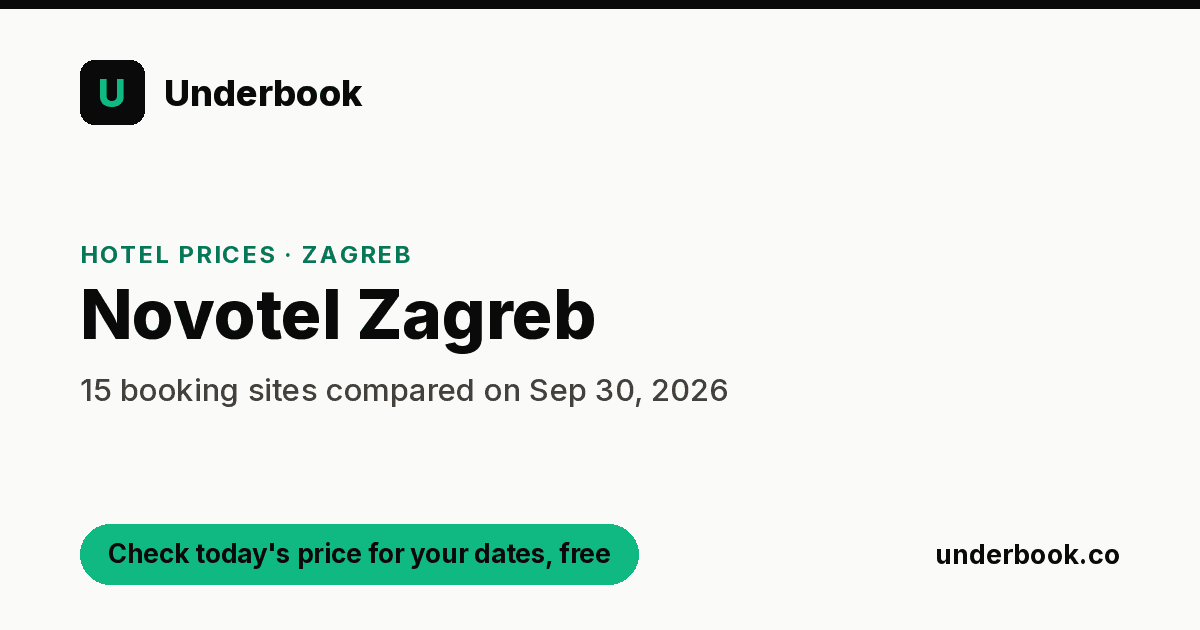 U Underbook
HOTEL PRICES · ZAGREB
Novotel Zagreb
15 booking sites compared on Sep 30, 2026
Check today's price for your dates, free
underbook.co